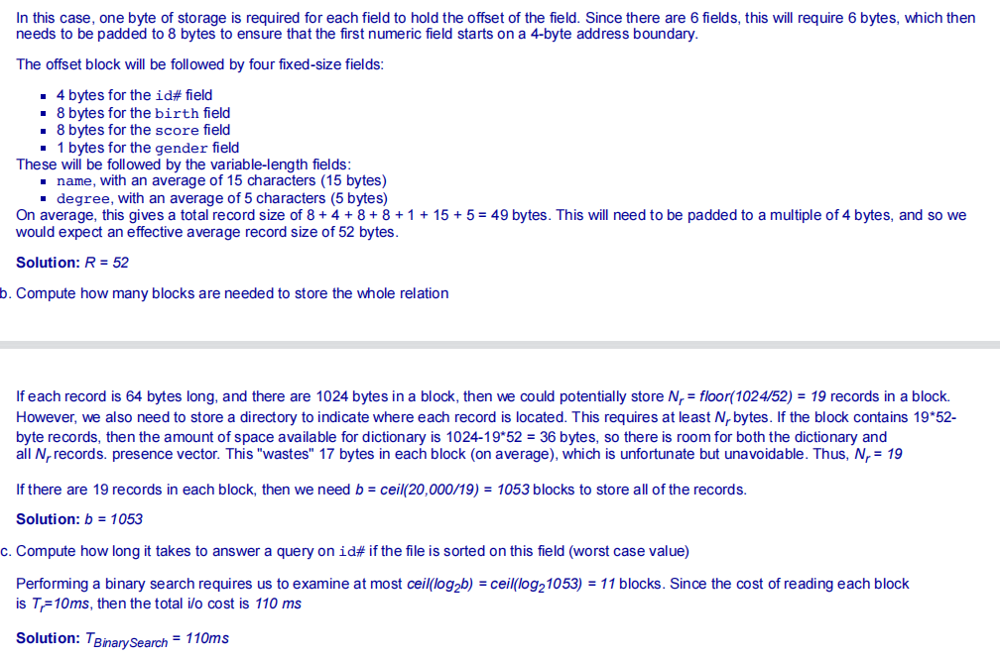 In this case, one byte of storage is required for each field to hold the offset of the field. Since there are 6 fields, this will require 6 bytes, which then
needs to be padded to 8 bytes to ensure that the first numeric field starts on a 4-byte address boundary.
The offset block will be followed by four fixed-size fields:
▪ 4 bytes for the id# field
▪ 8 bytes for the birth field
▪ 8 bytes for the score field
▪ 1 bytes for the gender field
These will be followed by the variable-length fields:
▪ name, with an average of 15 characters (15 bytes)
▪ degree, with an average of 5 characters (5 bytes)
On average, this gives a total record size of 8 + 4 + 8 + 8 + 1 + 15 + 5 = 49 bytes. This will need to be padded to a multiple of 4 bytes, and so we
would expect an effective average record size of 52 bytes.
Solution: R = 52
b. Compute how many blocks are needed to store the whole relation
If each record is 64 bytes long, and there are 1024 bytes in a block, then we could potentially store Nr = floor(1024/52) = 19 records in a block.
However, we also need to store a directory to indicate where each record is located. This requires at least Nr bytes. If the block contains 19*52-
byte records, then the amount of space available for dictionary is 1024-19*52 = 36 bytes, so there is room for both the dictionary and
all Nr records. presence vector. This "wastes" 17 bytes in each block (on average), which is unfortunate but unavoidable. Thus, Nr = 19
If there are 19 records in each block, then we need b = ceil(20,000/19) = 1053 blocks to store all of the records.
Solution: b = 1053
c. Compute how long it takes to answer a query on id# if the file is sorted on this field (worst case value)
Performing a binary search requires us to examine at most ceil(log2b) = ceil(log21053) = 11 blocks. Since the cost of reading each block
is Tr=10ms, then the total i/o cost is 110 ms
Solution: TBinarySearch = 110ms